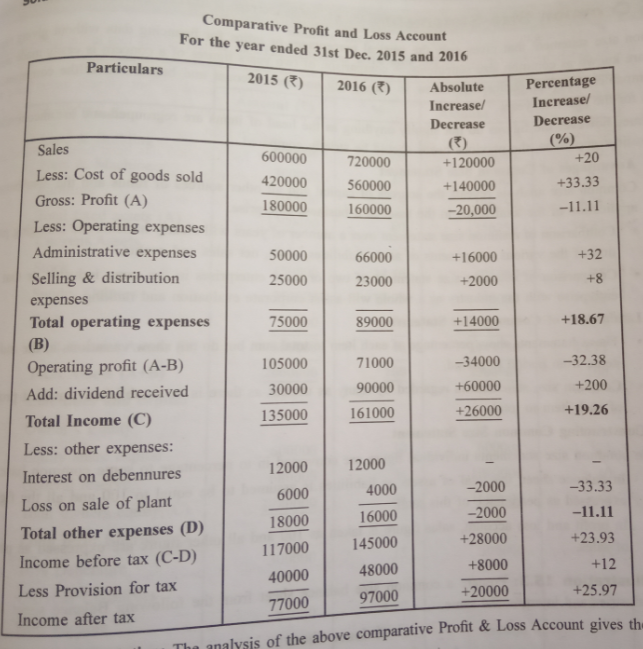 Comparative Profit and Loss Account
For the year ended 31st Dec. 2015 and 2016
Particulars 2015 (₹) 2016 (₹) Absolute Increase/ Decrease (₹) Percentage Increase/ Decrease (%)
Sales 600000 720000 +120000 +20
Less: Cost of goods sold 420000 560000 +140000 +33.33
Gross: Profit (A) 180000 160000 –20,000 –11.11
Less: Operating expenses
Administrative expenses 50000 66000 +16000 +32
Selling & distribution 25000 23000 +2000 +8
expenses
Total operating expenses 75000 89000 +14000 +18.67
(B)
Operating profit (A-B) 105000 71000 –34000 –32.38
Add: dividend received 30000 90000 +60000 +200
Total Income (C) 135000 161000 +26000 +19.26
Less: other expenses:
Interest on debennures 12000 12000 – –
Loss on sale of plant 6000 4000 –2000 –33.33
Total other expenses (D) 18000 16000 –2000 –11.11
Income before tax (C-D) 117000 145000 +28000 +23.93
Less Provision for tax 40000 48000 +8000 +12
Income after tax 77000 97000 +20000 +25.97
The analysis of the above comparative Profit & Loss Account gives the